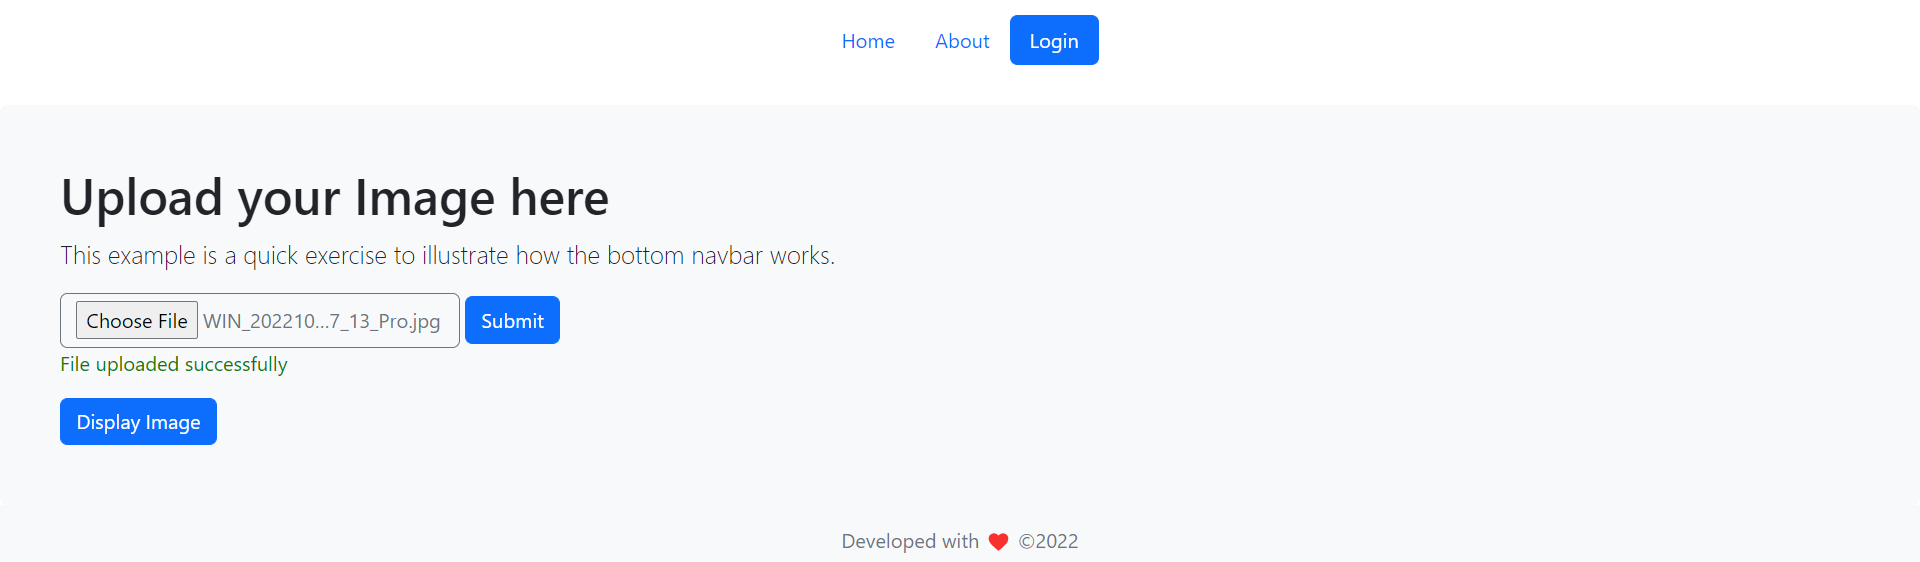 Home About Login
Upload your Image here
This example is a quick exercise to illustrate how the bottom navbar works.
Choose File WIN_202210...7_13_Pro.jpg Submit
File uploaded successfully
Display Image
Developed with ❤ ©2022